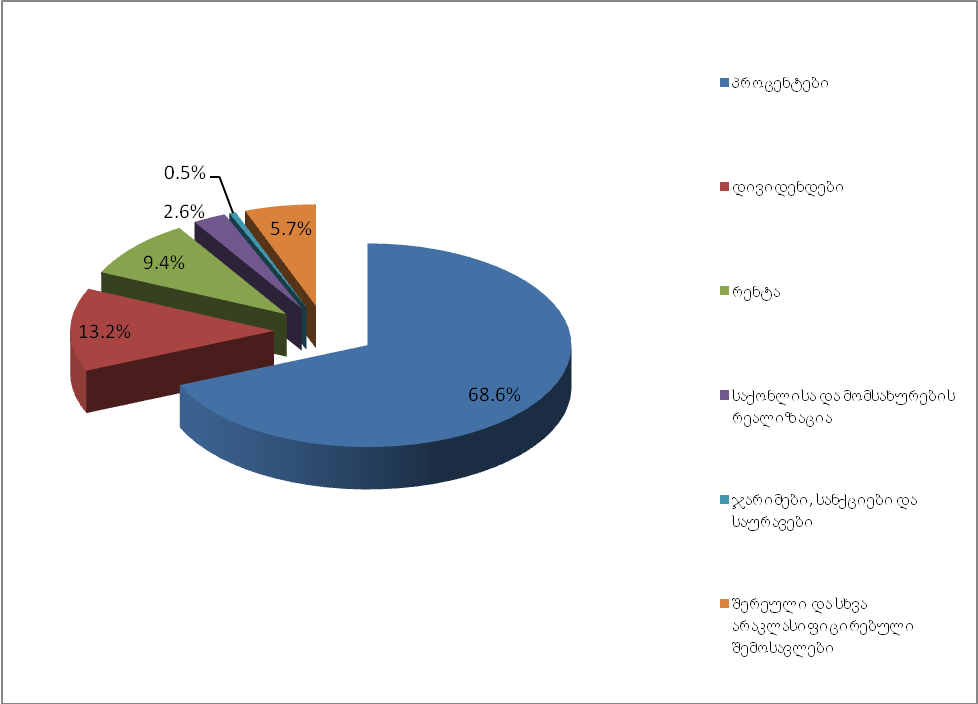 0.5%
2.6%
5.7%
9.4%
13.2%
68.6%
პროცენტები
დივიდენდები
რენტა
საქონლისა და მომსახურების
რეალიზაცია
ჯარიმები, სანქციები და
საურავები
შერეული და სხვა
არაკლასიფიცირებული
შემოსავლები